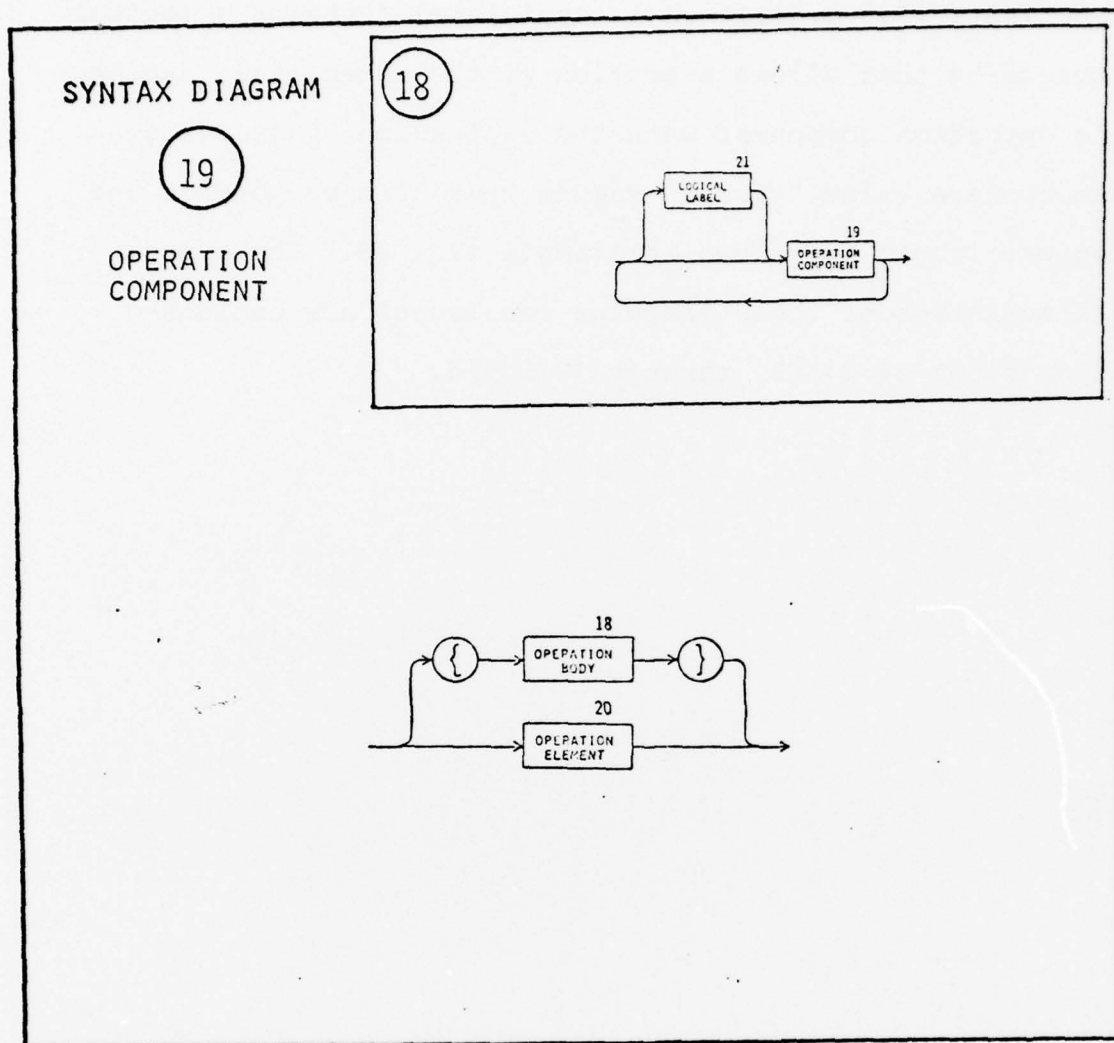 SYNTAX DIAGRAM
19
OPERATION
COMPONENT
18
21
LOGICAL
LABEL
19
OPERATION
COMPONENT
18
{
OPERATION
BODY
}
20
OPERATION
ELEMENT